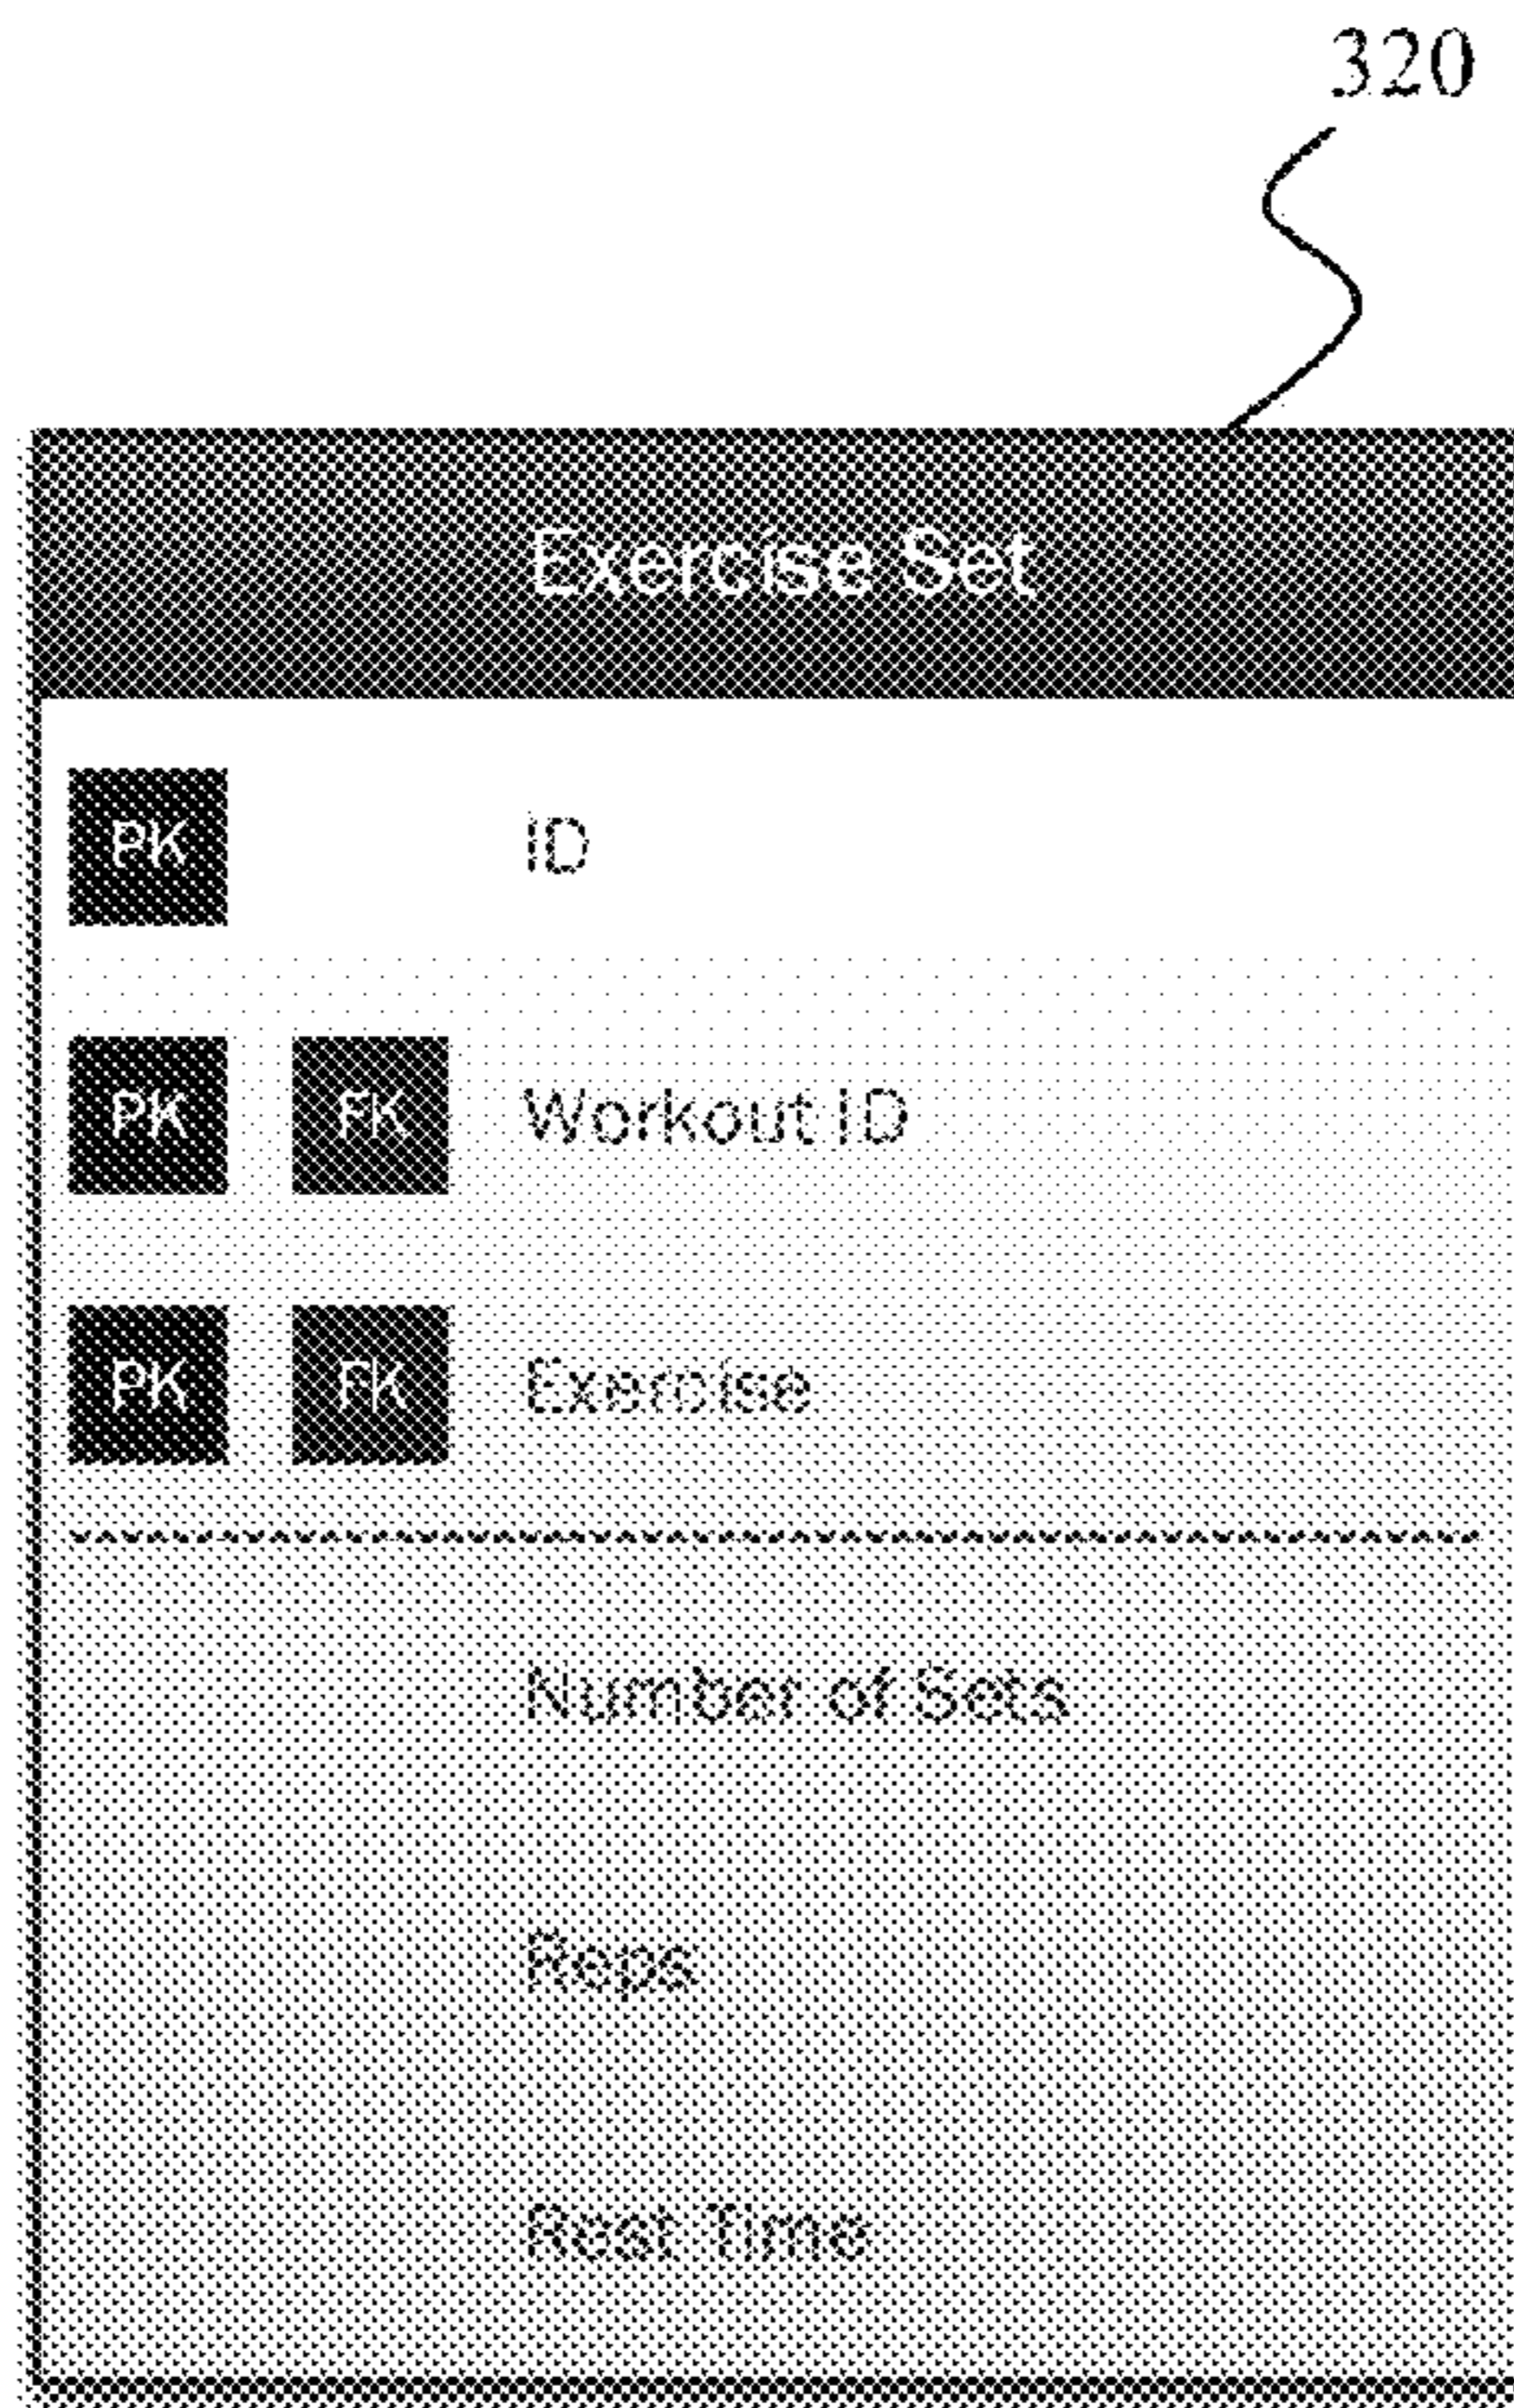 320
Exercise Set
PK ID
PK FK Workout ID
PK FK Exercise
Number of Sets
Reps
Rest Time